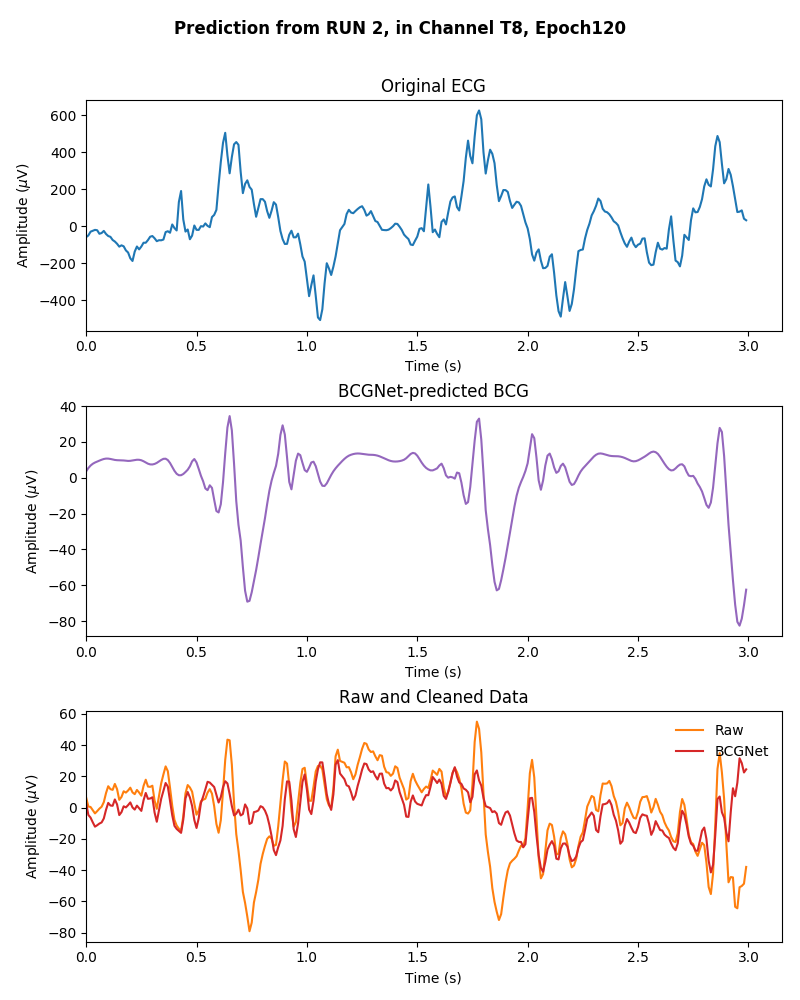 Prediction from RUN 2, in Channel T8, Epoch120
Original ECG
Amplitude (μV)
600
400
200
0
−200
−400
0.0 0.5 1.0 1.5 2.0 2.5 3.0
Time (s)
BCGNet-predicted BCG
Amplitude (μV)
40
20
0
−20
−40
−60
−80
0.0 0.5 1.0 1.5 2.0 2.5 3.0
Time (s)
Raw and Cleaned Data
Raw
BCGNet
Amplitude (μV)
60
40
20
0
−20
−40
−60
−80
0.0 0.5 1.0 1.5 2.0 2.5 3.0
Time (s)